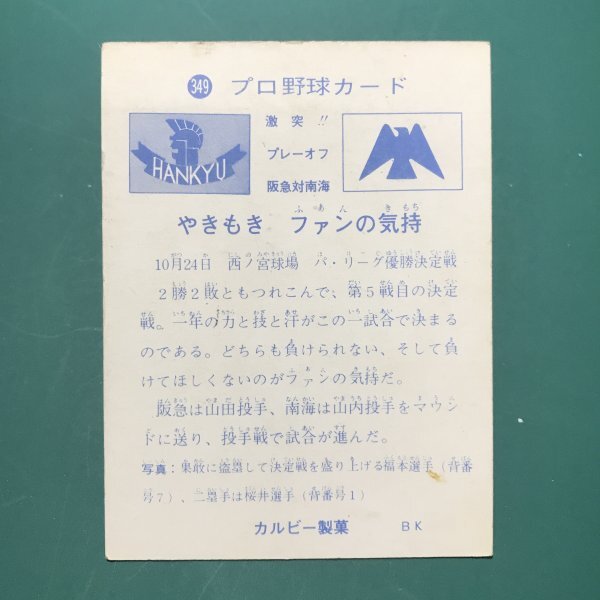 349 プロ野球カード
HANKYU
激突!!
プレーオフ
阪急対南海
やきもき ファンの気持
10月24日 西ノ宮球場 パ・リーグ優勝決定戦
2勝2敗ともつれこんで、第5戦目の決定
戦。一年の力と技と汗がこの一試合で決まる
のである。どちらも負けられない、そして負
けてほしくないのがファンの気持だ。
阪急は山田投手、南海は山内投手をマウン
ドに送り、投手戦で試合が進んだ。
写真：果敢に盗塁して決定戦を盛り上げる福本選手（背番
号7）、二塁手は桜井選手（背番号1）
カルビー製菓 BK